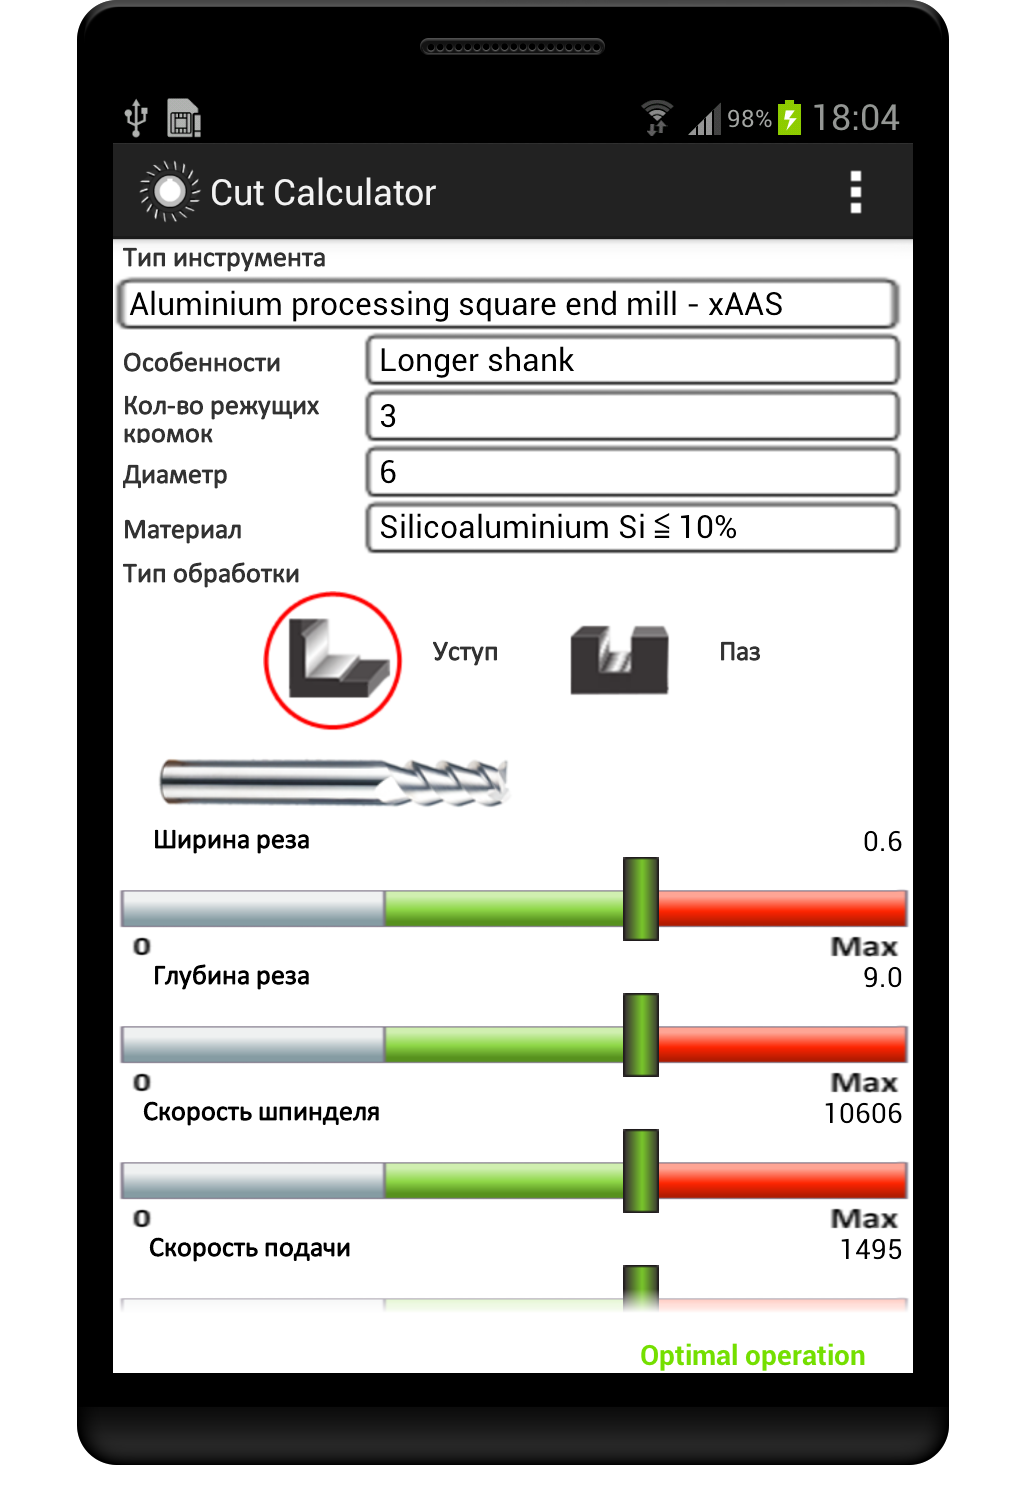 98% 18:04
Cut Calculator
Тип инструмента
Aluminium processing square end mill - xAAS
Особенности Longer shank
Кол-во режущих
кромок 3
Диаметр 6
Материал Silicoaluminium Si ≦ 10%
Тип обработки
Уступ Паз
Ширина реза 0.6
0 Max
Глубина реза 9.0
0 Max
Скорость шпинделя 10606
0 Max
Скорость подачи 1495
Optimal operation